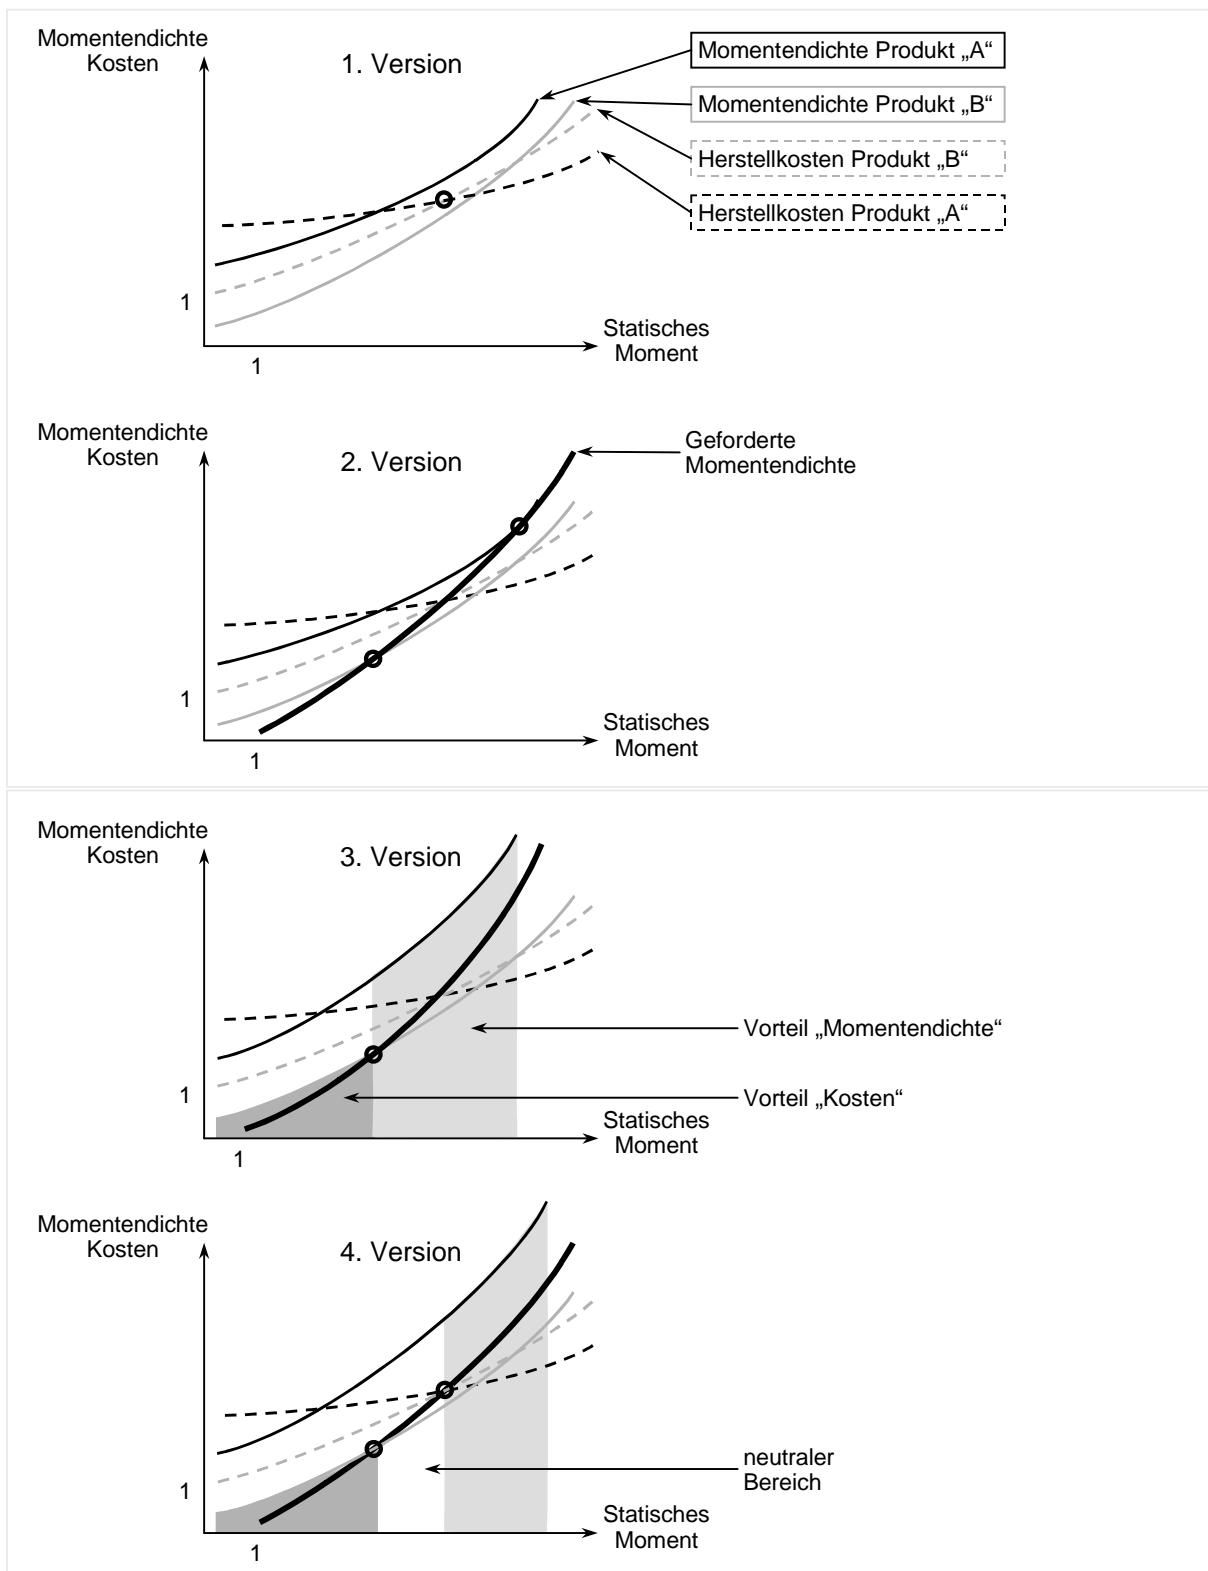 Momentendichte
Kosten
1. Version
Momentendichte Produkt „A“
Momentendichte Produkt „B“
Herstellkosten Produkt „B“
Herstellkosten Produkt „A“
1
Statisches
Moment
1
Momentendichte
Kosten
2. Version
Geforderte
Momentendichte
1
Statisches
Moment
1
Momentendichte
Kosten
3. Version
Vorteil „Momentendichte“
Vorteil „Kosten“
1
Statisches
Moment
1
Momentendichte
Kosten
4. Version
neutraler
Bereich
1
Statisches
Moment
1